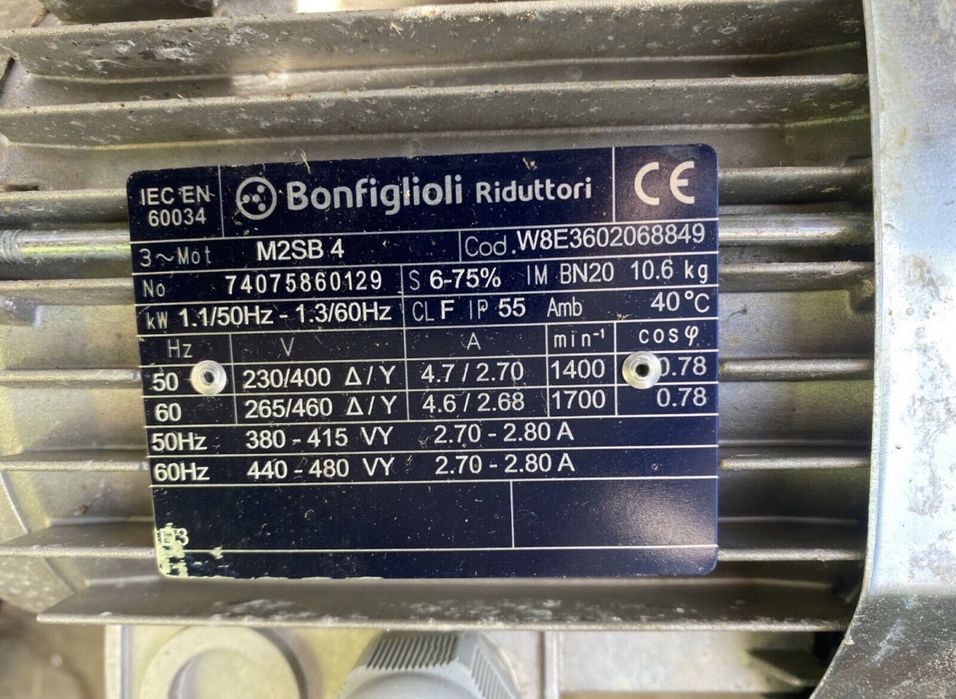 IEC EN 60034
Bonfiglioli Riduttori
CE
3~Mot M2SB 4 Cod. W8E3602068849
No 74075860129 S 6-75% IM BN20 10.6 kg
kW 1.1/50Hz - 1.3/60Hz CL F IP 55 Amb 40°C
Hz V A min⁻¹ cosφ
50 230/400 Δ/Y 4.7 / 2.70 1400 0.78
60 265/460 Δ/Y 4.6 / 2.68 1700 0.78
50Hz 380 - 415 VY 2.70 - 2.80 A
60Hz 440 - 480 VY 2.70 - 2.80 A